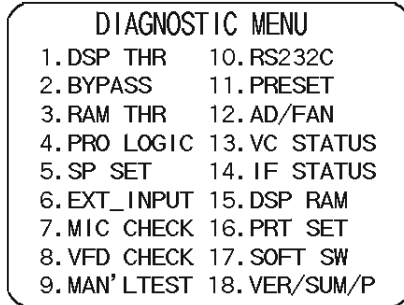 DIAGNOSTIC MENU
1.DSP THR 10.RS232C
2.BYPASS 11.PRESET
3.RAM THR 12.AD/FAN
4.PRO LOGIC 13.VC STATUS
5.SP SET 14.IF STATUS
6.EXT_INPUT 15.DSP RAM
7.MIC CHECK 16.PRT SET
8.VFD CHECK 17.SOFT SW
9.MAN'LTEST 18.VER/SUM/P